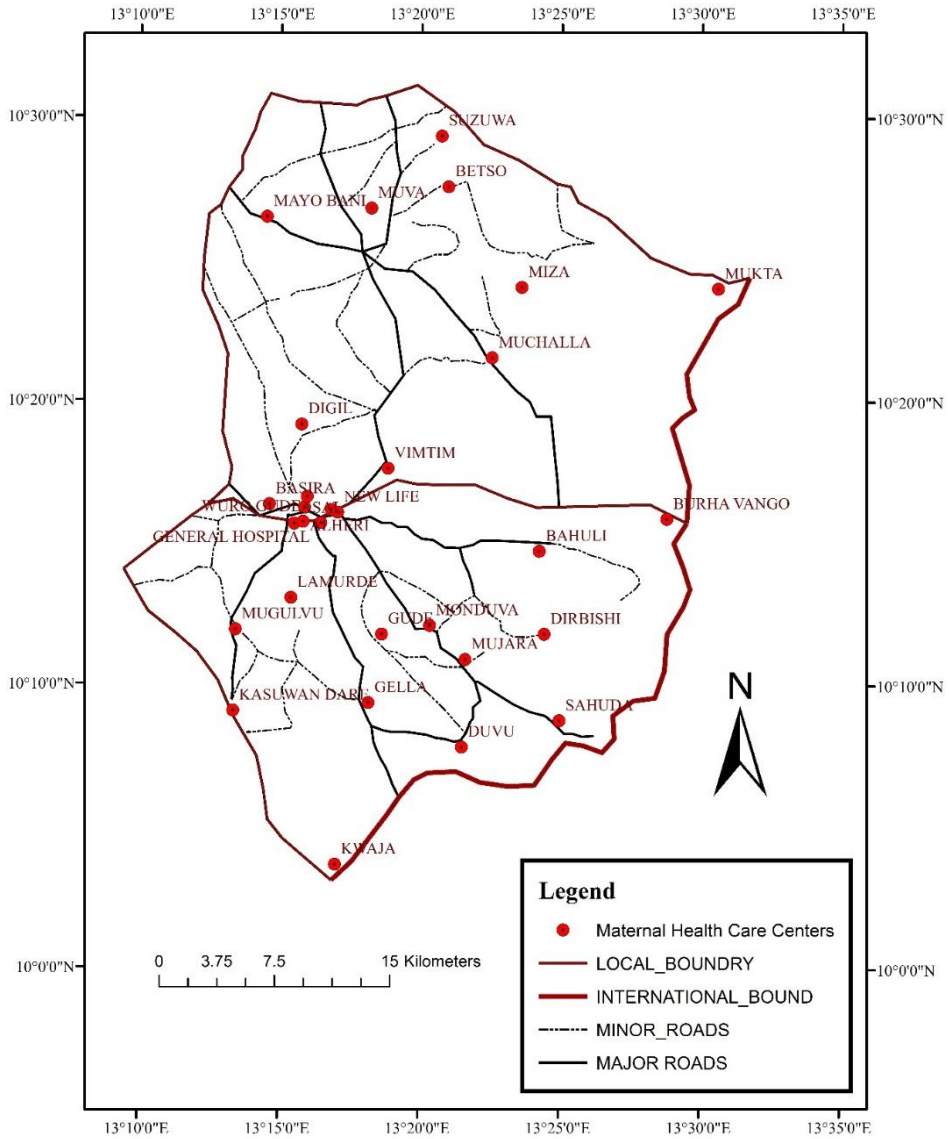 13°10'0"E 13°15'0"E 13°20'0"E 13°25'0"E 13°30'0"E 13°35'0"E
10°30'0"N
10°30'0"N
SUZUWA
BETSO
MAYO BANI
MUVA
MIZA
MUKTA
MUCHALLA
10°20'0"N
10°20'0"N
DIGIL
VIMTIM
BASIRA
NEW LIFE
WURO GUDE
BURHA VANGO
GENERAL HOSPITAL
ALHERI
BAHULI
LAMURDE
MUGULVU
GUDE
MONDUVA
DIRBISHI
MUJARA
10°10'0"N
10°10'0"N
KASUWAN DARE
GELLA
SAHUDA
DUVU
N
KWAJA
Legend
Maternal Health Care Centers
LOCAL_BOUNDRY
INTERNATIONAL_BOUND
MINOR_ROADS
MAJOR ROADS
0 3.75 7.5 15 Kilometers
10°0'0"N
10°0'0"N
13°10'0"E 13°15'0"E 13°20'0"E 13°25'0"E 13°30'0"E 13°35'0"E